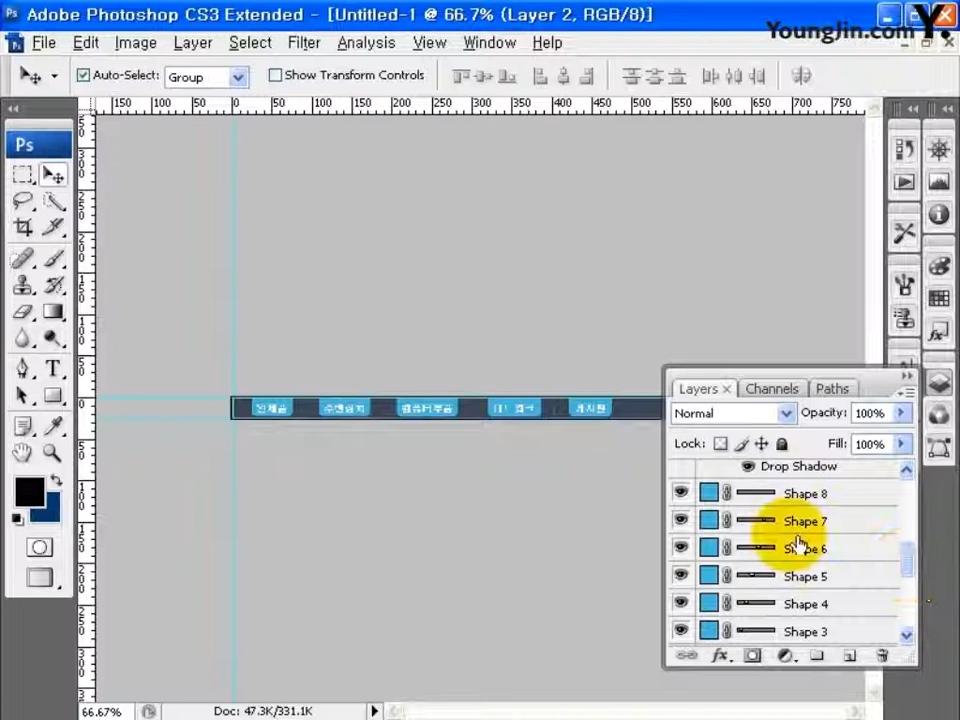 Adobe Photoshop CS3 Extended - [Untitled-1 @ 66.7% (Layer 2, RGB/8)]
YoungJin.com Y.
File Edit Image Layer Select Filter Analysis View Window Help
Auto-Select: Group Show Transform Controls
150 100 50 0 50 100 150 200 250 300 350 400 450 500 550 600 650 700 750
Ps
게시판
Layers × Channels Paths
Normal Opacity: 100%
Lock: Fill: 100%
Drop Shadow
Shape 8
Shape 7
Shape 6
Shape 5
Shape 4
Shape 3
66.67% Doc: 47.3K/331.1K